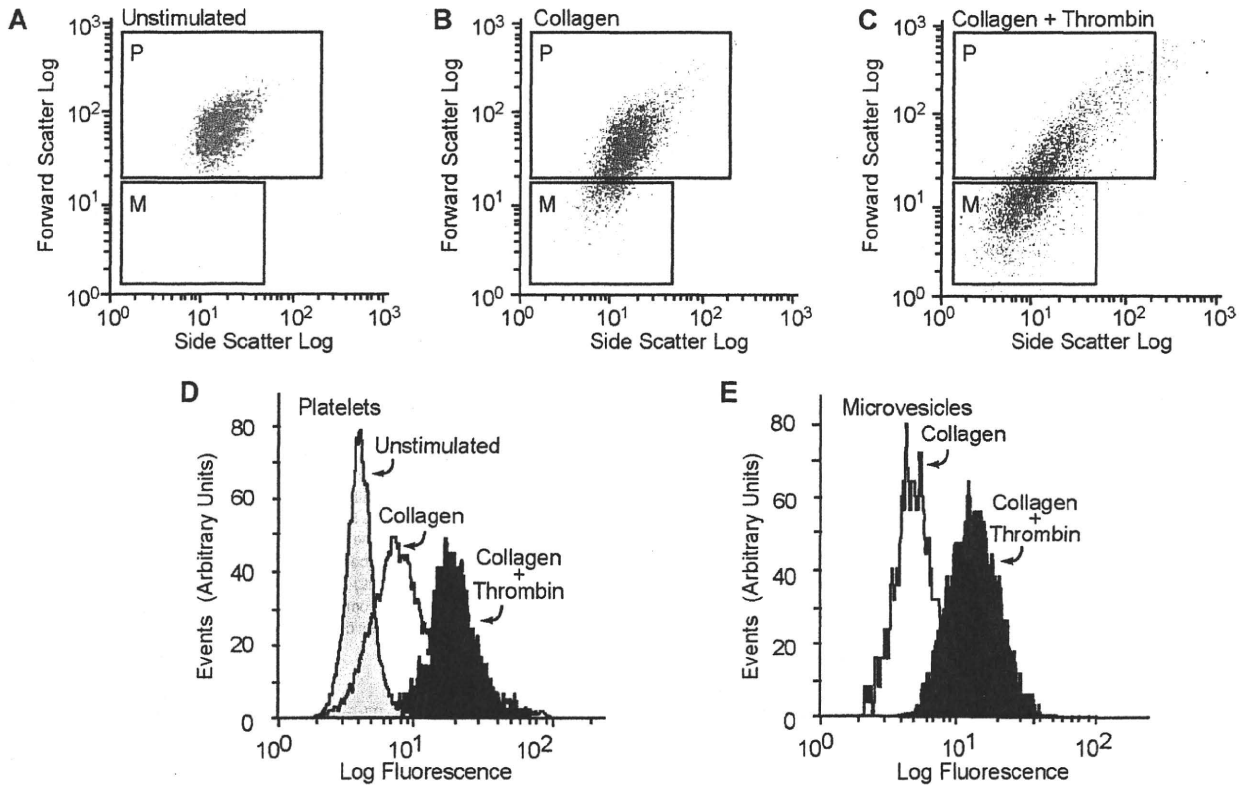 A
Unstimulated
10³
10²
10¹
10⁰
Forward Scatter Log
P
M
10⁰ 10¹ 10² 10³
Side Scatter Log
B
Collagen
10³
10²
10¹
10⁰
Forward Scatter Log
P
M
10⁰ 10¹ 10² 10³
Side Scatter Log
C
Collagen + Thrombin
10³
10²
10¹
10⁰
Forward Scatter Log
P
M
10⁰ 10¹ 10² 10³
Side Scatter Log
D
Platelets
Unstimulated
Collagen
Collagen
+
Thrombin
80
60
40
20
0
Events (Arbitrary Units)
10⁰ 10¹ 10²
Log Fluorescence
E
Microvesicles
Collagen
Collagen
+
Thrombin
80
60
40
20
0
Events (Arbitrary Units)
10⁰ 10¹ 10²
Log Fluorescence